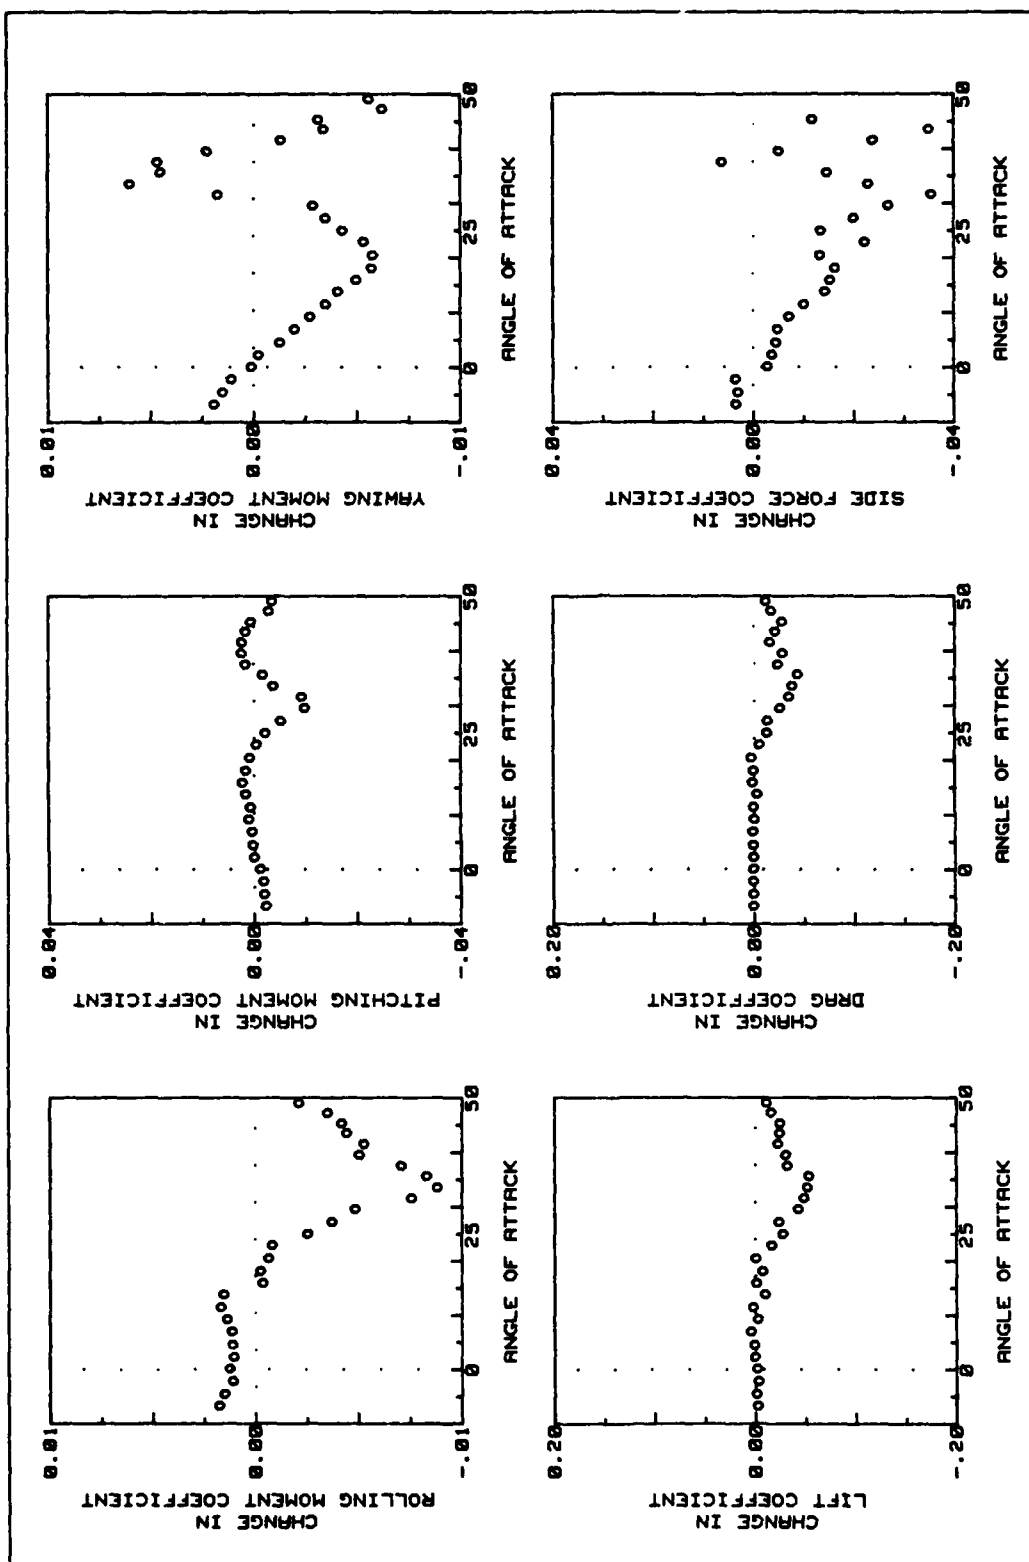 CHANGE IN
ROLLING MOMENT COEFFICIENT
0.01
0.00
-.01
0
25
50
ANGLE OF ATTACK
CHANGE IN
PITCHING MOMENT COEFFICIENT
0.04
0.00
-.04
0
25
50
ANGLE OF ATTACK
CHANGE IN
YAWING MOMENT COEFFICIENT
0.01
0.00
-.01
0
25
50
ANGLE OF ATTACK
CHANGE IN
LIFT COEFFICIENT
0.20
0.00
-.20
0
25
50
ANGLE OF ATTACK
CHANGE IN
DRAG COEFFICIENT
0.20
0.00
-.20
0
25
50
ANGLE OF ATTACK
CHANGE IN
SIDE FORCE COEFFICIENT
0.04
0.00
-.04
0
25
50
ANGLE OF ATTACK